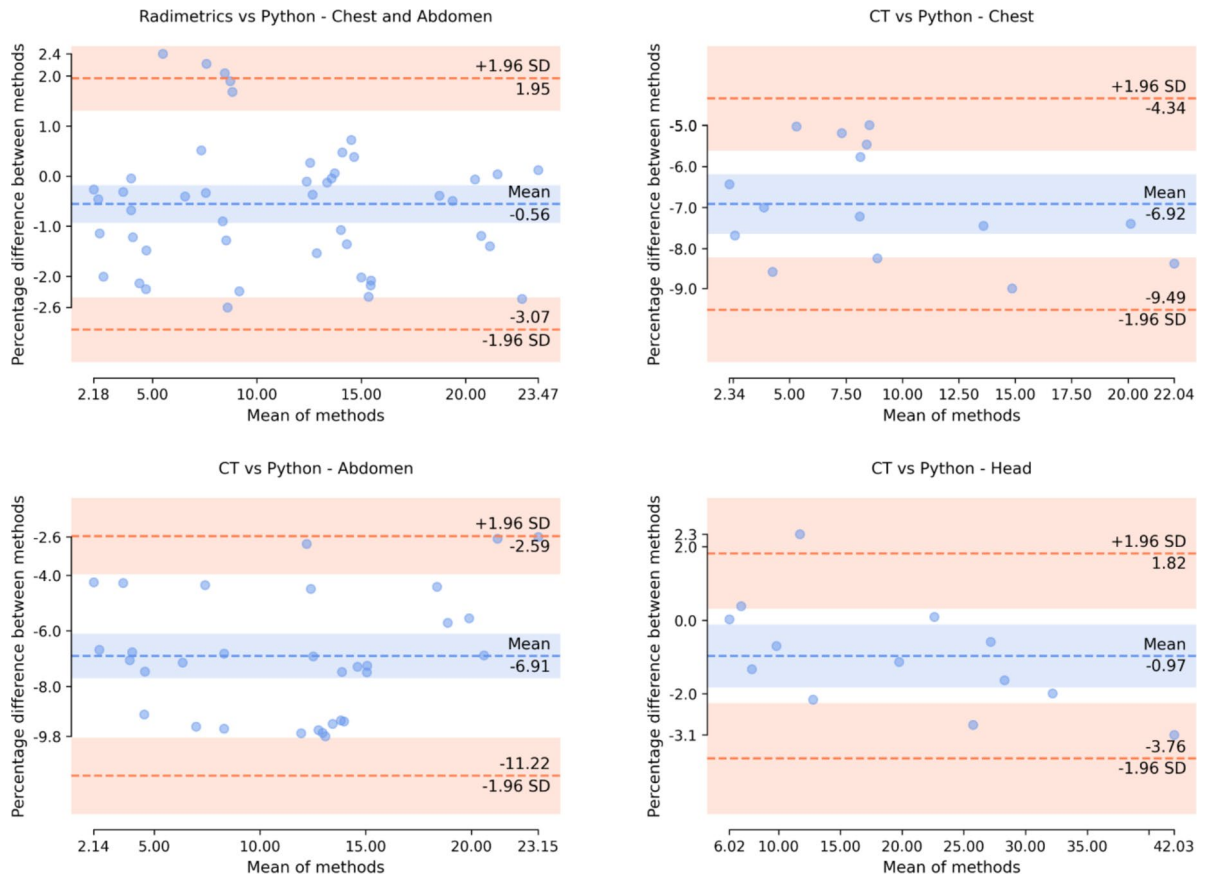 Radimetrics vs Python - Chest and Abdomen
Percentage difference between methods
2.4
2.0
1.0
0.0
-1.0
-2.0
-2.6
+1.96 SD
1.95
Mean
-0.56
-3.07
-1.96 SD
2.18
5.00
10.00
15.00
20.00
23.47
Mean of methods
CT vs Python - Chest
Percentage difference between methods
-5.0
-6.0
-7.0
-8.0
-9.0
+1.96 SD
-4.34
Mean
-6.92
-9.49
-1.96 SD
2.34
5.00
7.50
10.00
12.50
15.00
17.50
20.00
22.04
Mean of methods
CT vs Python - Abdomen
Percentage difference between methods
-2.6
-4.0
-6.0
-8.0
-9.8
+1.96 SD
-2.59
Mean
-6.91
-11.22
-1.96 SD
2.14
5.00
10.00
15.00
20.00
23.15
Mean of methods
CT vs Python - Head
Percentage difference between methods
2.3
2.0
0.0
-2.0
-3.1
+1.96 SD
1.82
Mean
-0.97
-3.76
-1.96 SD
6.02
10.00
15.00
20.00
25.00
30.00
35.00
42.03
Mean of methods